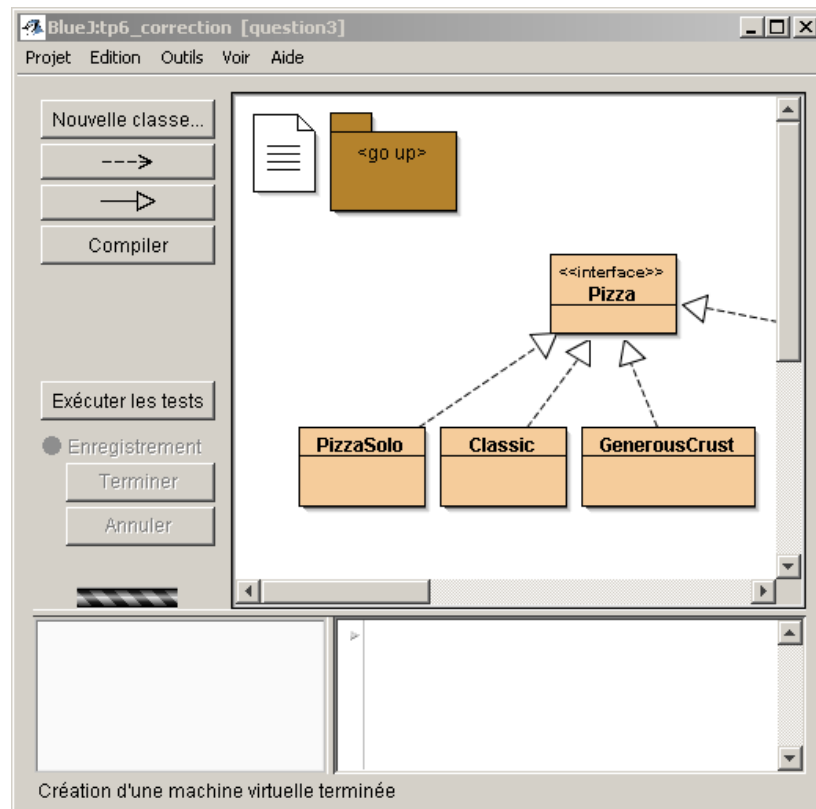 BlueJ:tp6_correction [question3]
Projet Edition Outils Voir Aide
Nouvelle classe...
<go up>
Compiler
<<interface>>
Pizza
Exécuter les tests
PizzaSolo Classic GenerousCrust
Enregistrement
Terminer
Annuler
Création d'une machine virtuelle terminée